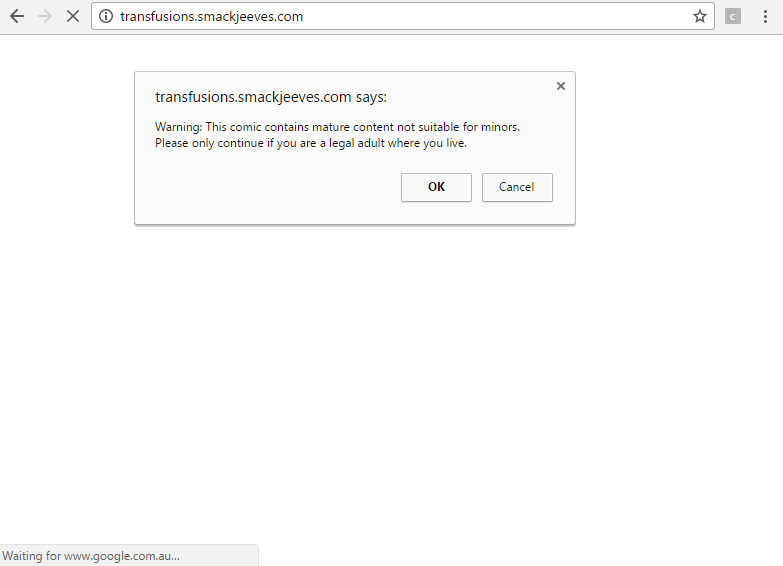 transfusions.smackjeeves.com
c
transfusions.smackjeeves.com says:
Warning: This comic contains mature content not suitable for minors.
Please only continue if you are a legal adult where you live.
OK Cancel
Waiting for www.google.com.au...